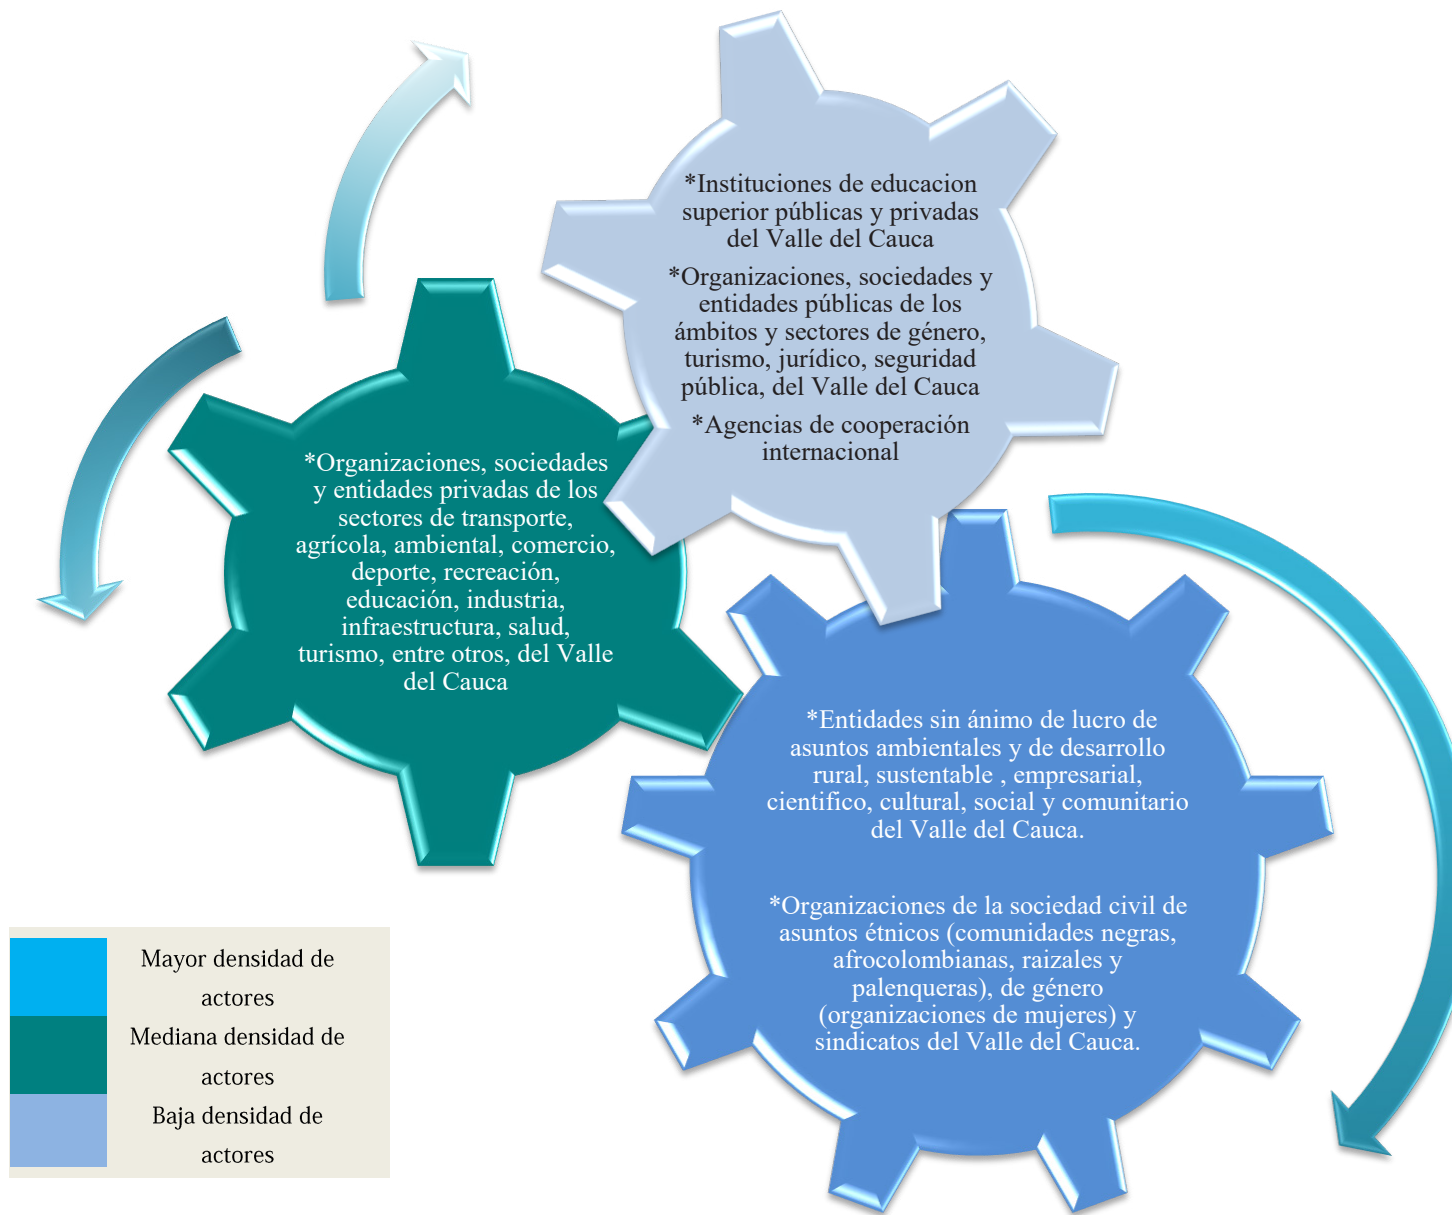 *Instituciones de educacion
superior públicas y privadas
del Valle del Cauca
*Organizaciones, sociedades y
entidades públicas de los
ámbitos y sectores de género,
turismo, jurídico, seguridad
pública, del Valle del Cauca
*Agencias de cooperación
internacional
*Organizaciones, sociedades
y entidades privadas de los
sectores de transporte,
agrícola, ambiental, comercio,
deporte, recreación,
educación, industria,
infraestructura, salud,
turismo, entre otros, del Valle
del Cauca
*Entidades sin ánimo de lucro de
asuntos ambientales y de desarrollo
rural, sustentable , empresarial,
cientifico, cultural, social y comunitario
del Valle del Cauca.
*Organizaciones de la sociedad civil de
asuntos étnicos (comunidades negras,
afrocolombianas, raizales y
palenqueras), de género
(organizaciones de mujeres) y
sindicatos del Valle del Cauca.
Mayor densidad de
actores
Mediana densidad de
actores
Baja densidad de
actores